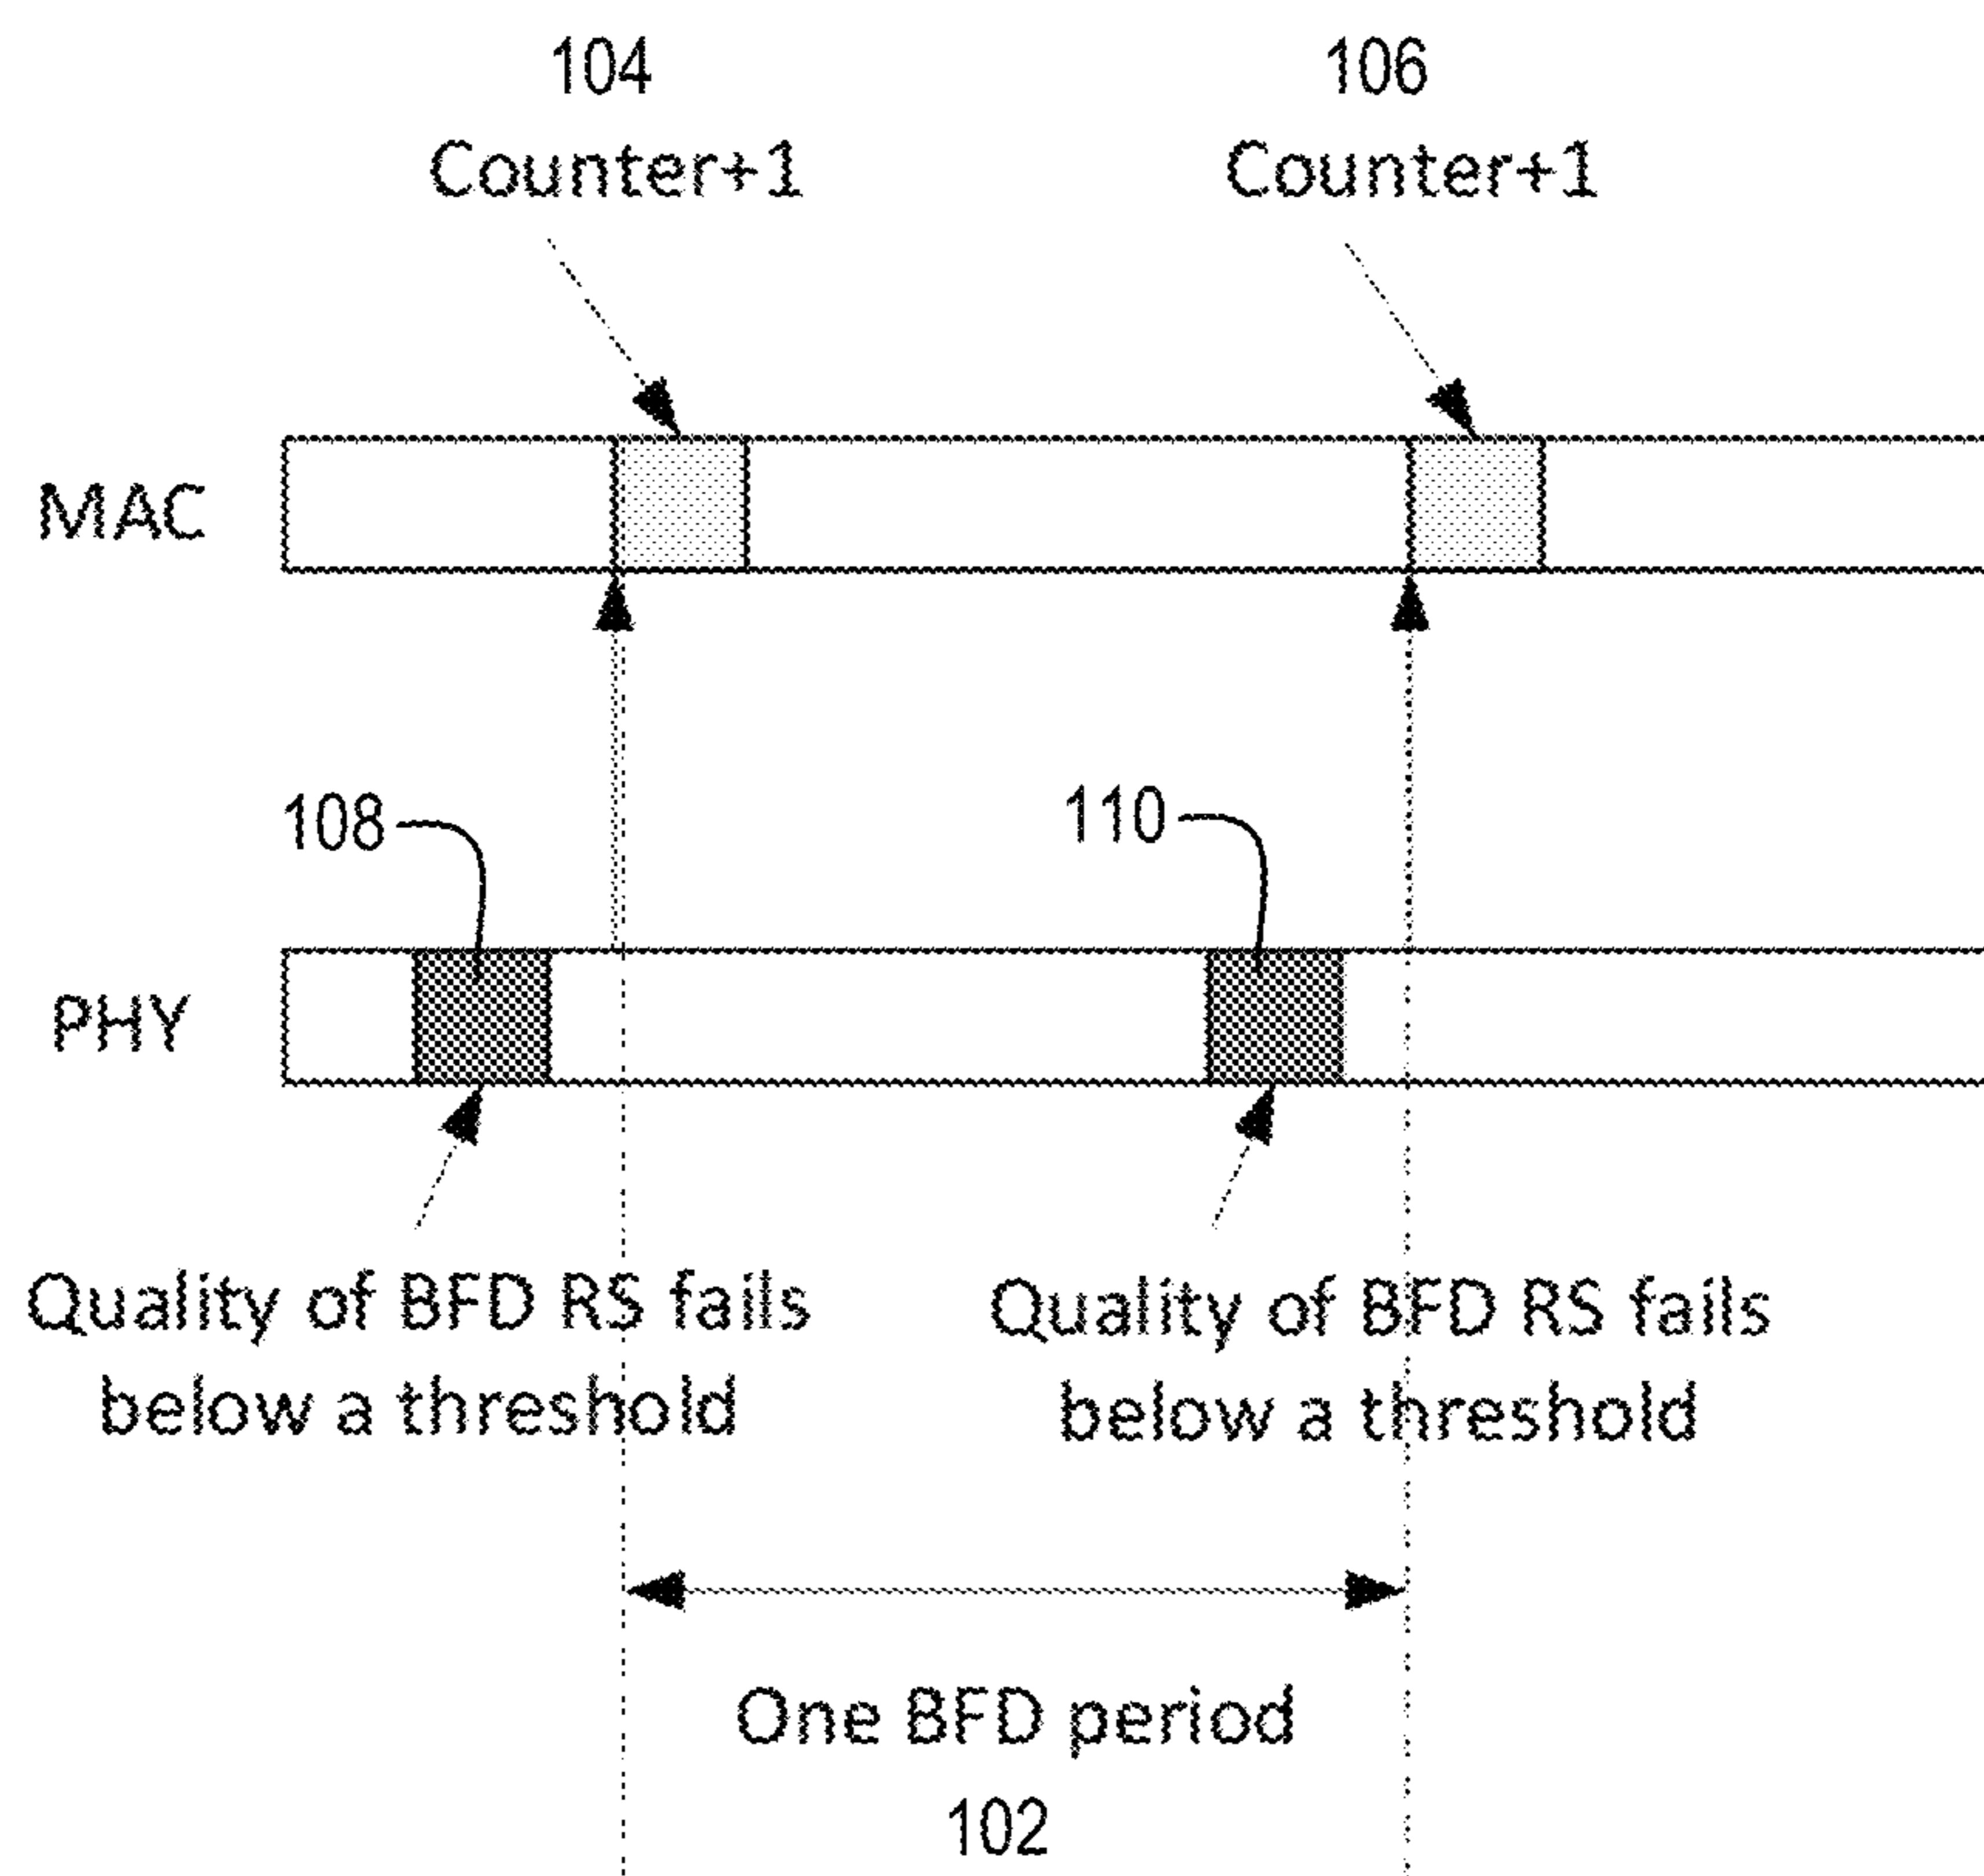 104
Counter+1
106
Counter+1
MAC
108
110
PHY
Quality of BFD RS fails
below a threshold
Quality of BFD RS fails
below a threshold
One BFD period
102